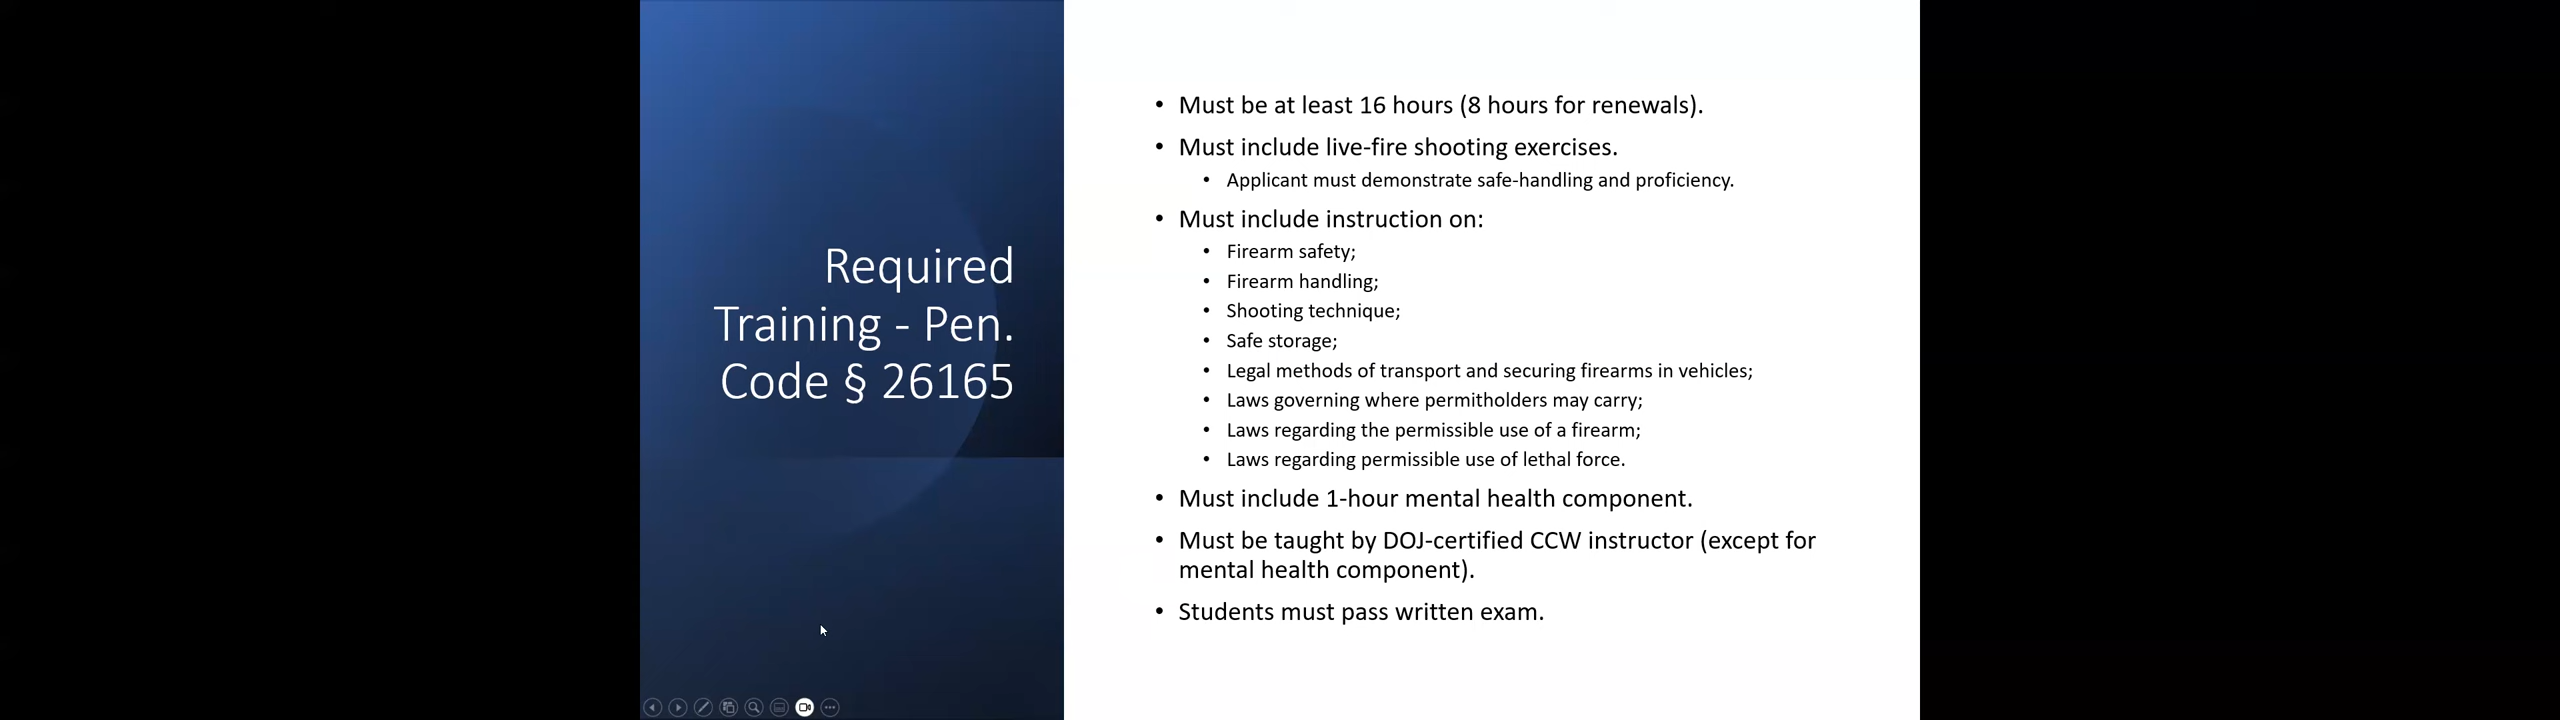 Required
Training - Pen.
Code § 26165
• Must be at least 16 hours (8 hours for renewals).
• Must include live-fire shooting exercises.
• Applicant must demonstrate safe-handling and proficiency.
• Must include instruction on:
• Firearm safety;
• Firearm handling;
• Shooting technique;
• Safe storage;
• Legal methods of transport and securing firearms in vehicles;
• Laws governing where permitholders may carry;
• Laws regarding the permissible use of a firearm;
• Laws regarding permissible use of lethal force.
• Must include 1-hour mental health component.
• Must be taught by DOJ-certified CCW instructor (except for
mental health component).
• Students must pass written exam.